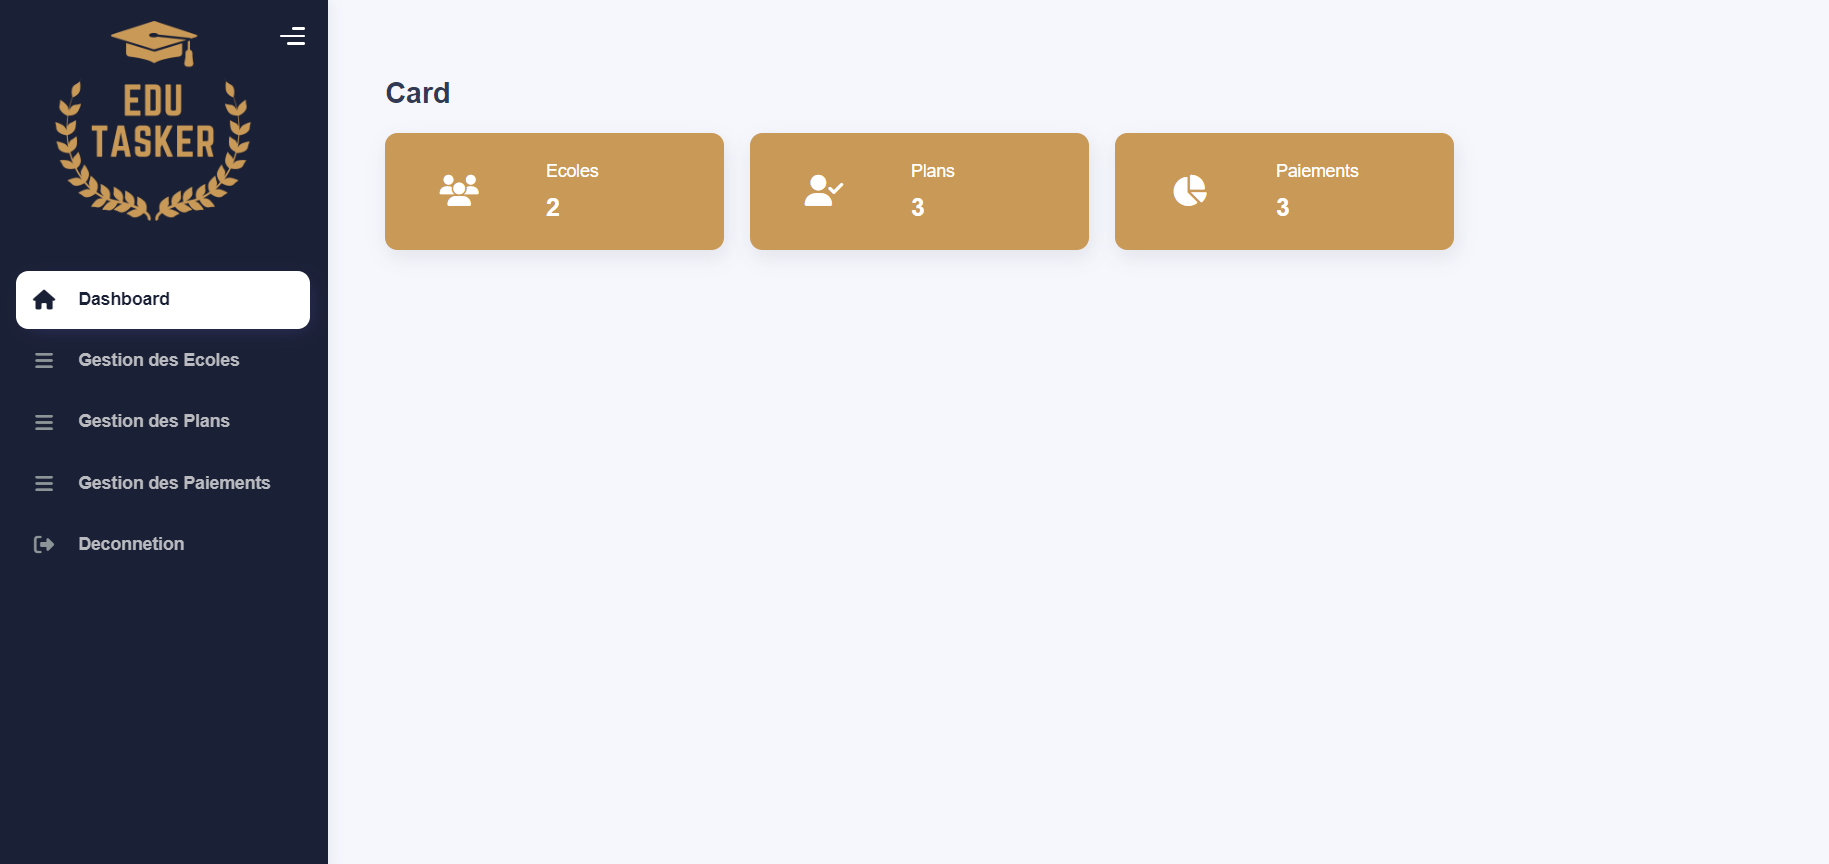 EDU
TASKER
Dashboard
Gestion des Ecoles
Gestion des Plans
Gestion des Paiements
Deconnetion
Card
Ecoles
2
Plans
3
Paiements
3